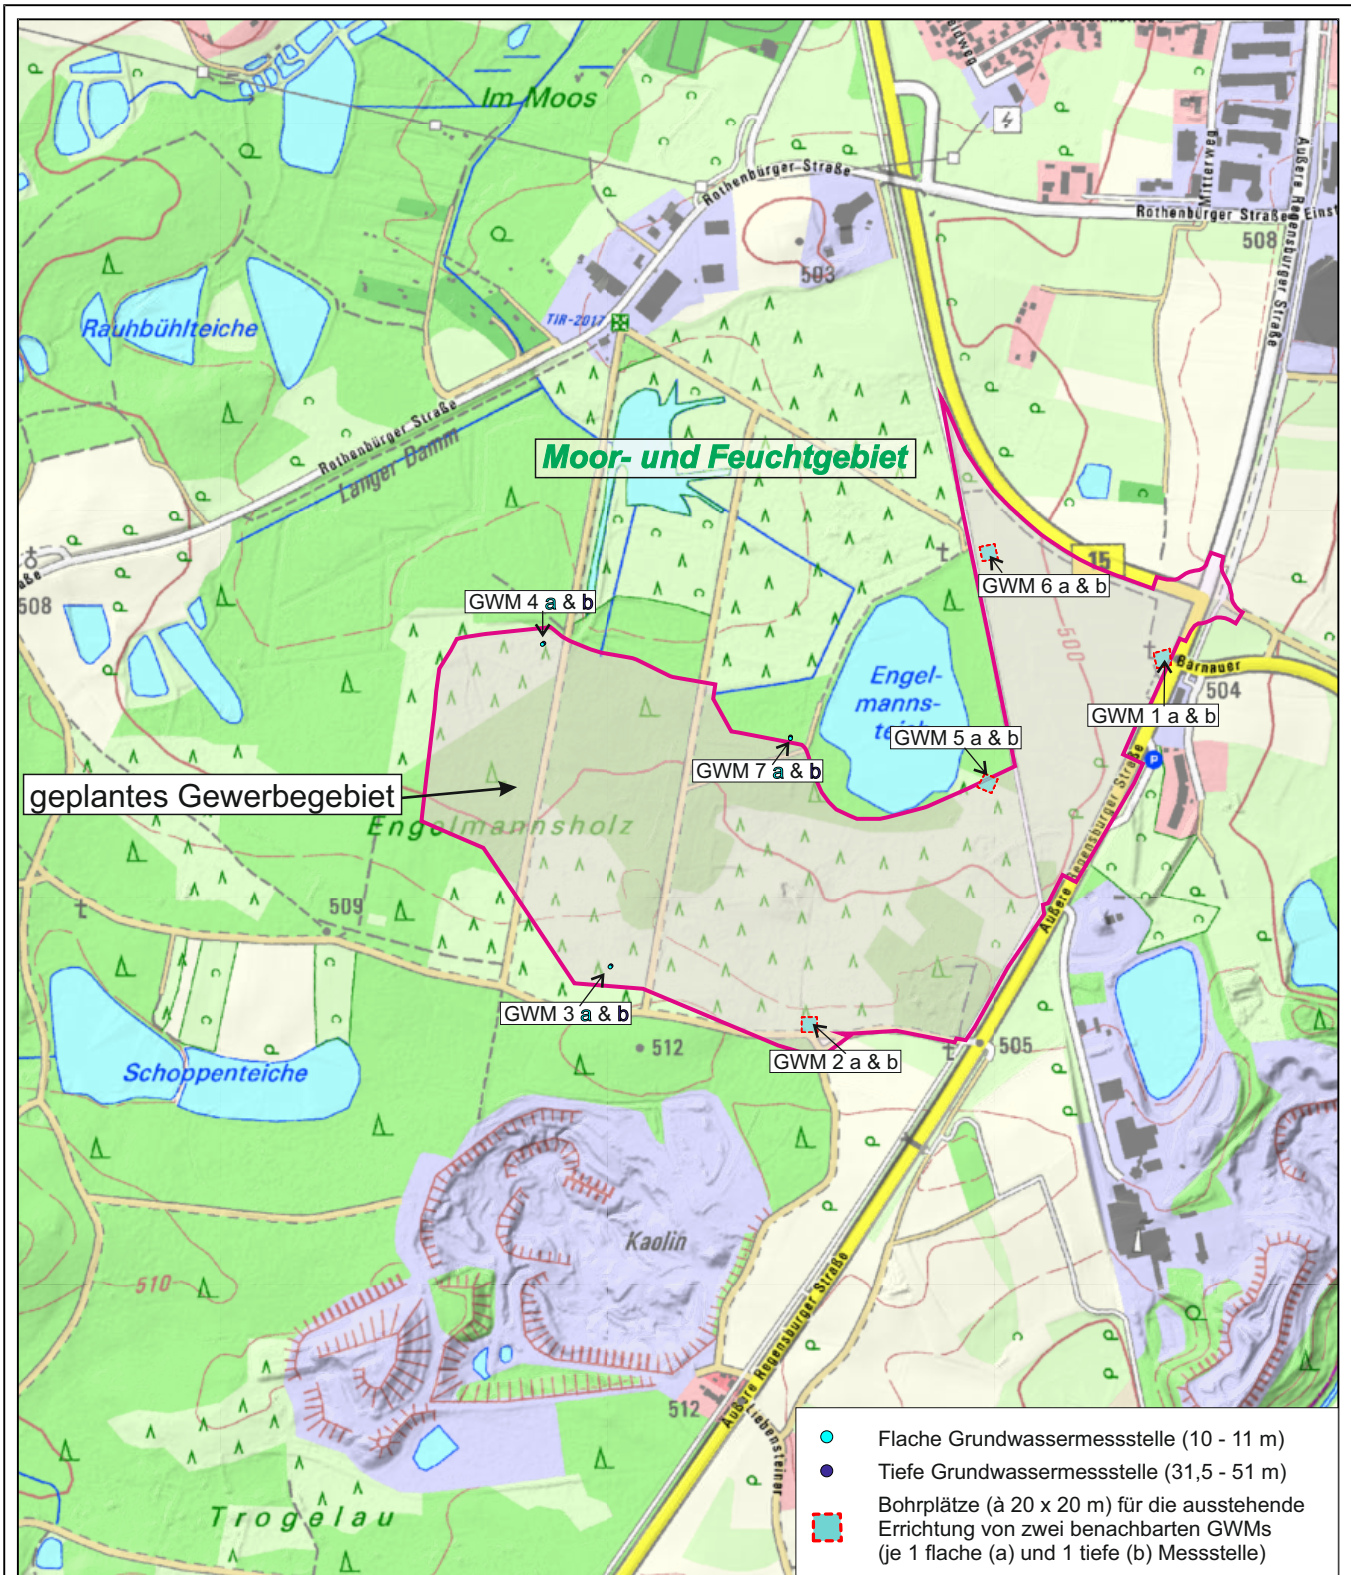 Im Moos
Rothenbürger Straße
Mitterweg
Äußere Regensburger Straße
Rothenbürger Straße
508
503
TIR-2017
Rauhbühlteiche
Rothenbürger Straße
Langer Damm
Moor- und Feuchtgebiet
15
GWM 6 a & b
508
GWM 4 a & b
500
Engel-
manns-
Barnauer
504
GWM 1 a & b
GWM 5 a & b
GWM 7 a & b
P
geplantes Gewerbegebiet
Engelmannsholz
Äußere Regensburger Straße
509
GWM 3 a & b
512
GWM 2 a & b
505
Schoppenteiche
Kaolin
510
Äußere Regensburger Straße
512
Liebensteiner
Trogelau
Flache Grundwassermessstelle (10 - 11 m)
Tiefe Grundwassermessstelle (31,5 - 51 m)
Bohrplätze (à 20 x 20 m) für die ausstehende
Errichtung von zwei benachbarten GWMs
(je 1 flache (a) und 1 tiefe (b) Messstelle)